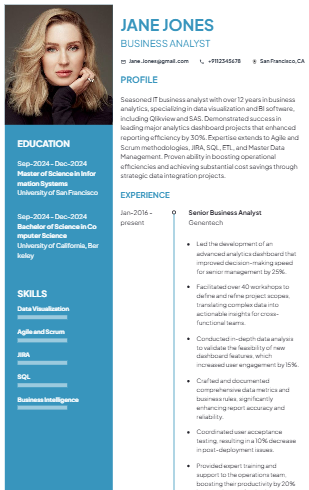 JANE JONES
BUSINESS ANALYST
Jane.Jones@gmail.com +9112345678 San Francisco,CA
PROFILE
Seasoned IT business analyst with over 12 years in business
analytics, specializing in data visualization and BI software,
including Qlikview and SAS. Demonstrated success in
leading major analytics dashboard projects that enhanced
reporting efficiency by 30%. Expertise extends to Agile and
Scrum methodologies, JIRA, SQL, ETL, and Master Data
Management. Proven ability in boosting operational
efficiencies and achieving substantial cost savings through
strategic data integration projects.
EXPERIENCE
Jan-2016 -
present
Senior Business Analyst
Genentech
Led the development of an
advanced analytics dashboard that
improved decision-making speed
for senior management by 25%.
Facilitated over 40 workshops to
define and refine project scopes,
translating complex data into
actionable insights for cross-
functional teams.
Conducted in-depth data analysis
to validate the feasibility of new
dashboard features, which
increased user engagement by 15%.
Crafted and documented
comprehensive data metrics and
business rules, significantly
enhancing report accuracy and
reliability.
Coordinated user acceptance
testing, resulting in a 10% decrease
in post-deployment issues.
Provided expert training and
support to the operations team,
boosting their productivity by 20%
EDUCATION
Sep-2024 - Dec-2024
Master of Science in Infor
mation Systems
University of San Francisco
Sep-2024 - Dec-2024
Bachelor of Science in Co
mputer Science
University of California, Ber
keley
SKILLS
Data Visualization
Agile and Scrum
JIRA
SQL
Business Intelligence